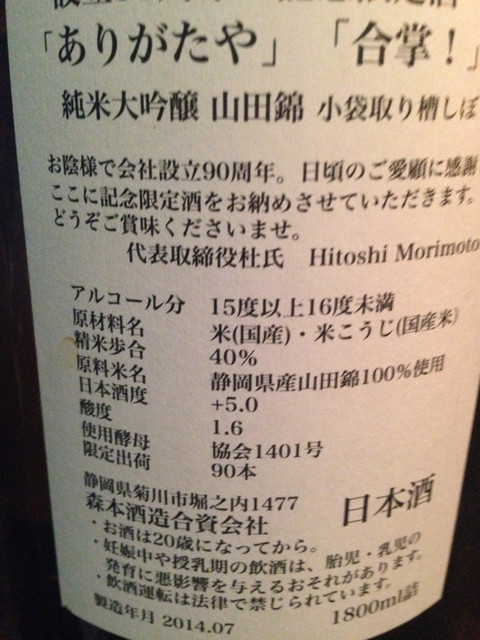 「ありがたや」「合掌！」
純米大吟醸 山田錦 小袋取り槽しぼ
お陰様で会社設立90周年。日頃のご愛顧に感謝
ここに記念限定酒をお納めさせていただきます。
どうぞご賞味くださいませ。
代表取締役杜氏 Hitoshi Morimoto
アルコール分 15度以上16度未満
原材料名 米(国産)・米こうじ(国産米)
精米歩合 40%
原料米名 静岡県産山田錦100%使用
日本酒度 +5.0
酸度 1.6
使用酵母 協会1401号
限定出荷 90本
静岡県菊川市堀之内1477
森本酒造合資会社 日本酒
・お酒は20歳になってから。
・妊娠中や授乳期の飲酒は、胎児・乳児の
発育に悪影響を与えるおそれがあります。
・飲酒運転は法律で禁じられています。
製造年月 2014.07 1800ml詰